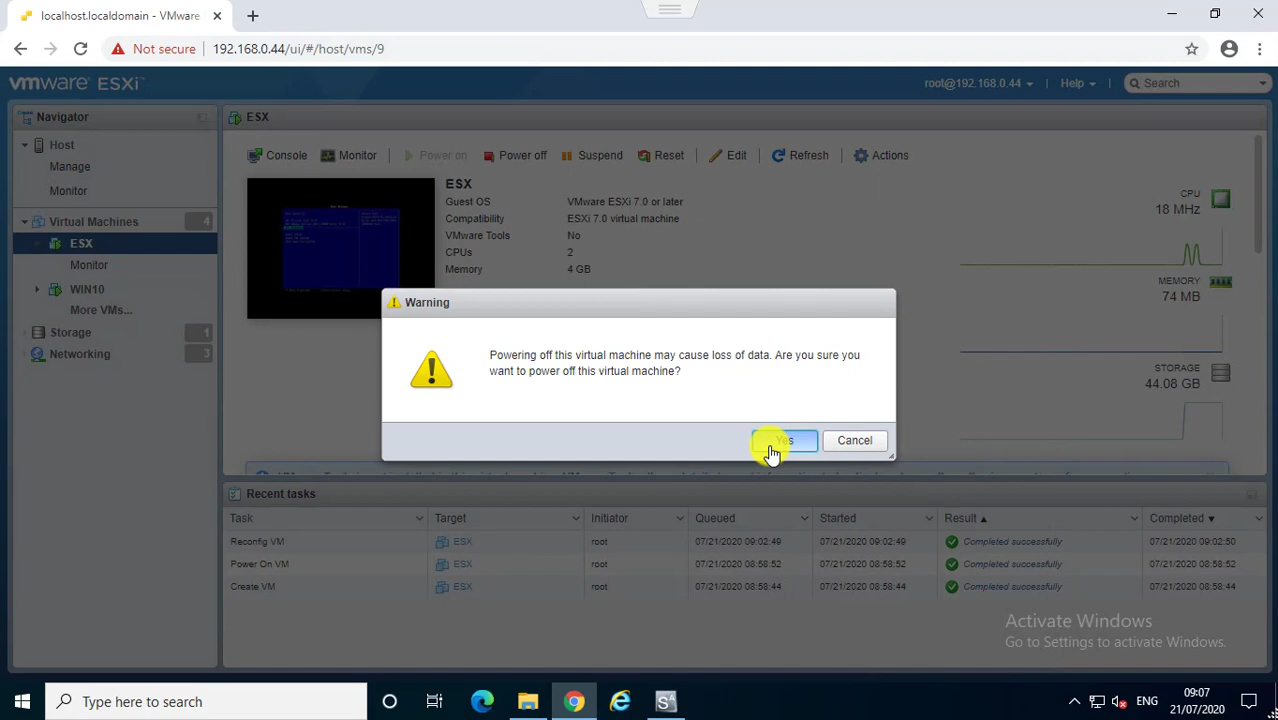 localhost.localdomain - VMware
Not secure
192.168.0.44/ui/#/host/vms/9
vmware ESXi™
root@192.168.0.44
Help
Search
Navigator
Host
Manage
Monitor
Virtual Machines 4
ESX
Monitor
WIN10
More VMs...
Storage 1
Networking 3
ESX
Console Monitor Power on Power off Suspend Reset Edit Refresh Actions
ESX
Guest OS VMware ESXi 7.0 or later
Compatibility ESXi 7.0 virtual machine
VMware Tools No
CPUs 2
Memory 4 GB
CPU
18 MHz
MEMORY
74 MB
STORAGE
44.08 GB
Warning
Powering off this virtual machine may cause loss of data. Are you sure you
want to power off this virtual machine?
Yes Cancel
Recent tasks
Task Target Initiator Queued Started Result Completed
Reconfig VM ESX root 07/21/2020 09:02:49 07/21/2020 09:02:49 Completed successfully 07/21/2020 09:02:50
Power On VM ESX root 07/21/2020 08:58:52 07/21/2020 08:58:52 Completed successfully 07/21/2020 08:58:52
Create VM ESX root 07/21/2020 08:58:44 07/21/2020 08:58:44 Completed successfully 07/21/2020 08:58:44
Activate Windows
Go to Settings to activate Windows.
Type here to search
ENG
09:07
21/07/2020